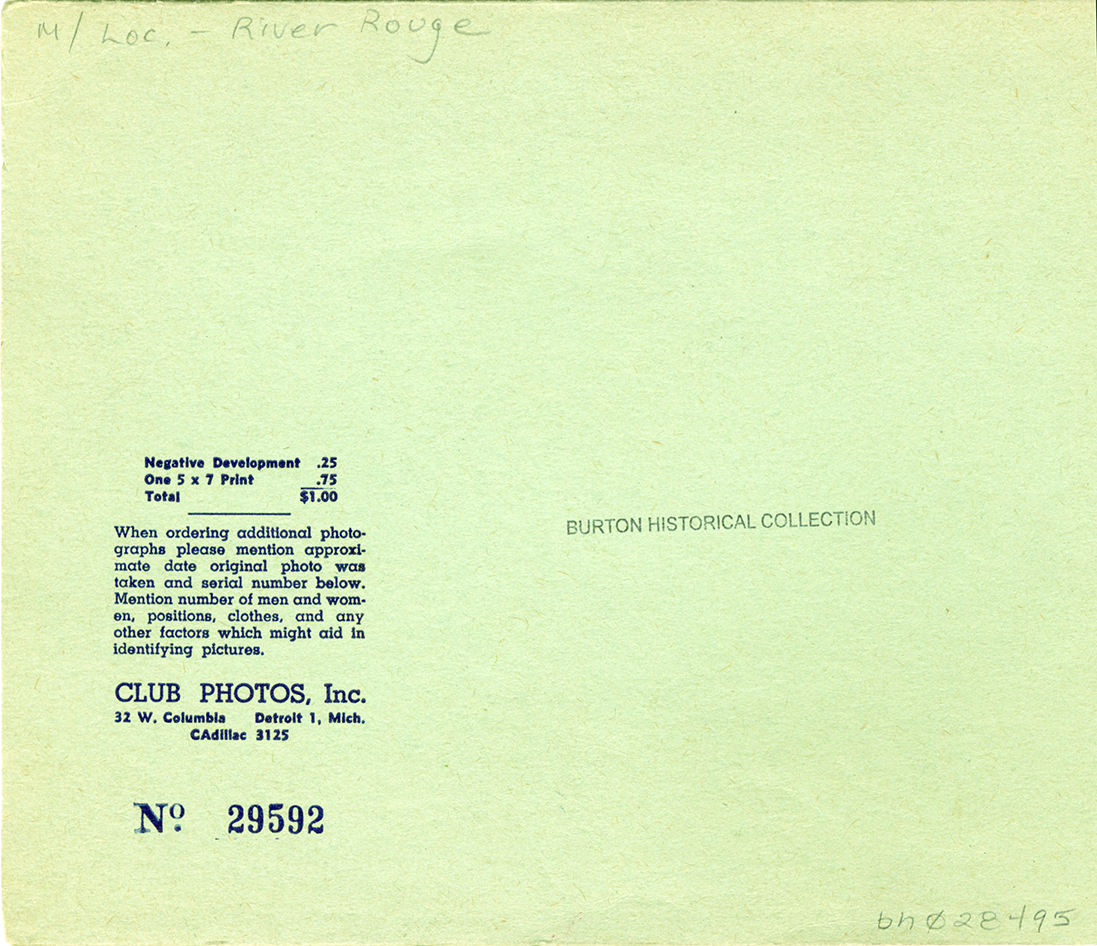 M/ Loc. - River Rouge
Negative Development .25
One 5 x 7 Print .75
Total $1.00
When ordering additional photo-
graphs please mention approxi-
mate date original photo was
taken and serial number below.
Mention number of men and wom-
en, positions, clothes, and any
other factors which might aid in
identifying pictures.
CLUB PHOTOS, Inc.
32 W. Columbia Detroit 1, Mich.
CAdillac 3125
Nº 29592
BURTON HISTORICAL COLLECTION
bhØ28495